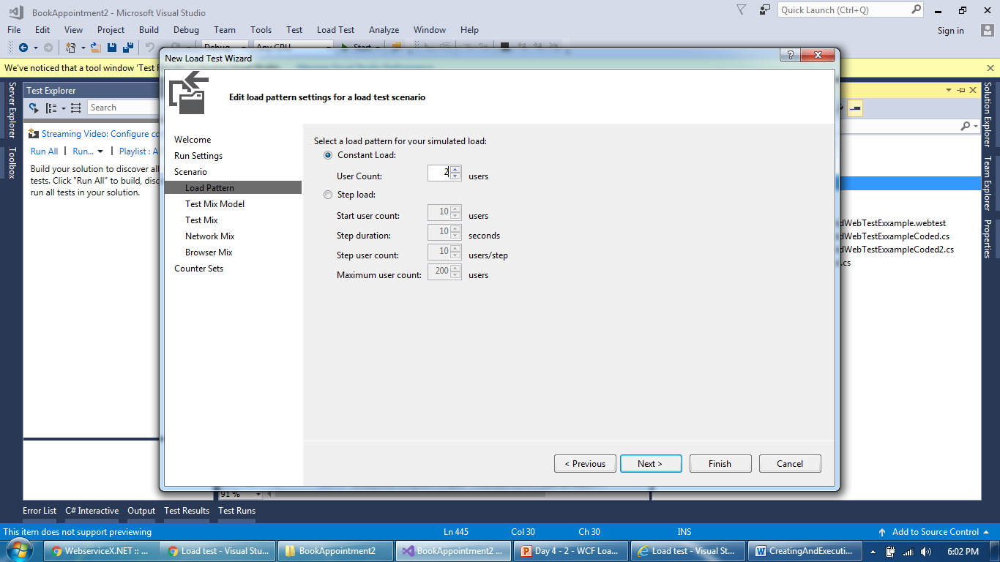 BookAppointment2 - Microsoft Visual Studio
Quick Launch (Ctrl+Q)
File Edit View Project Build Debug Team Tools Test Load Test Analyze Window Help
Sign in
Debug Any CPU Start
New Load Test Wizard
We've noticed that a tool window 'Test
Server Explorer
Toolbox
Test Explorer
Search
Streaming Video: Configure co
Run All | Run... | Playlist : A
Build your solution to discover all
tests. Click "Run All" to build, disc
run all tests in your solution.
Edit load pattern settings for a load test scenario
Welcome
Run Settings
Scenario
Load Pattern
Test Mix Model
Test Mix
Network Mix
Browser Mix
Counter Sets
Select a load pattern for your simulated load:
Constant Load:
User Count: 2 users
Step load:
Start user count: 10 users
Step duration: 10 seconds
Step user count: 10 users/step
Maximum user count: 200 users
< Previous Next > Finish Cancel
dWebTestExxample.webtest
dWebTestExxampleCoded.cs
dWebTestExxampleCoded2.cs
.cs
Solution Explorer
Team Explorer
Properties
91 %
Error List C# Interactive Output Test Results Test Runs
This item does not support previewing Ln 445 Col 30 Ch 30 INS Add to Source Control
WebserviceX.NET :: ... Load test - Visual Stu... BookAppointment2 BookAppointment2 ... Day 4 - 2 - WCF Loa... Load test - Visual St... CreatingAndExecuti... 6:02 PM